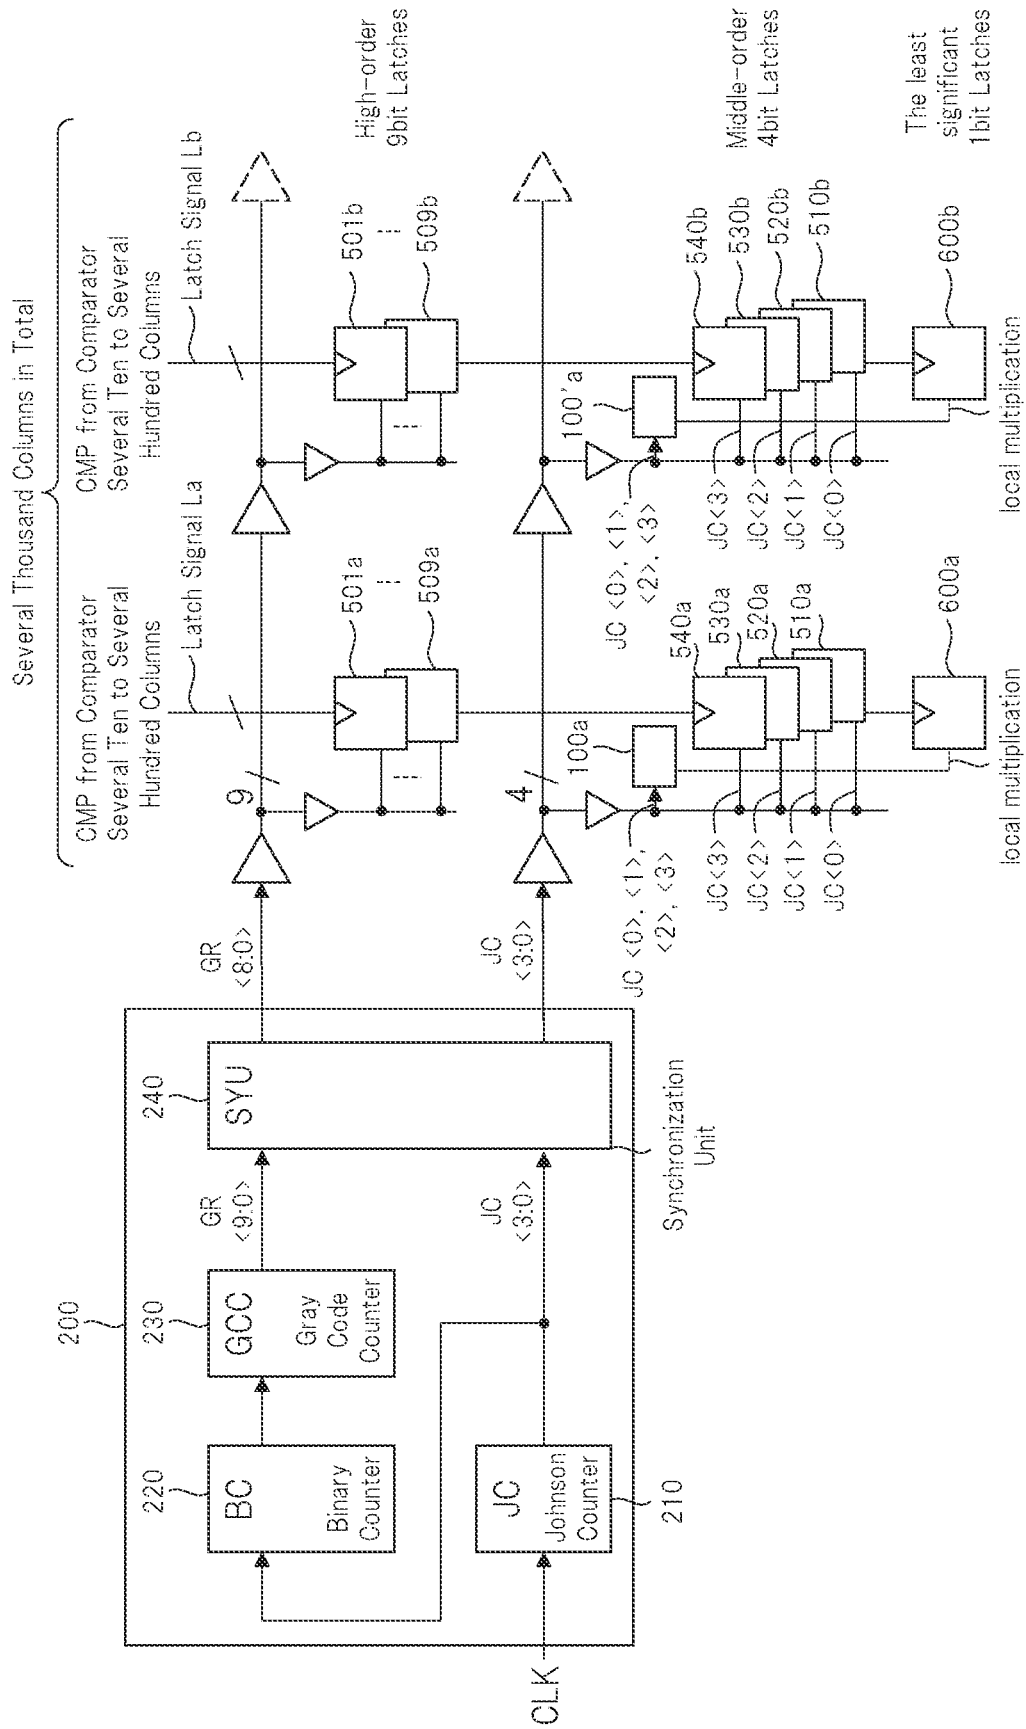 Several Thousand Columns in Total
CMP from Comparator
Several Ten to Several
Hundred Columns
CMP from Comparator
Several Ten to Several
Hundred Columns
Latch Signal La
Latch Signal Lb
200
220
BC
Binary
Counter
230
GCC
Gray
Code
Counter
GR
<9:0>
240
SYU
GR
<8:0>
9
501a
509a
501b
509b
High-order
9bit Latches
CLK
JC
Johnson
Counter
210
JC
<3:0>
Synchronization
Unit
JC
<3:0>
4
100a
JC <0>, <1>,
<2>, <3>
JC<3>
JC<2>
JC<1>
JC<0>
540a
530a
520a
510a
600a
local multiplication
100'a
JC <0>, <1>,
<2>, <3>
JC<3>
JC<2>
JC<1>
JC<0>
540b
530b
520b
510b
600b
local multiplication
Middle-order
4bit Latches
The least
significant
1bit Latches